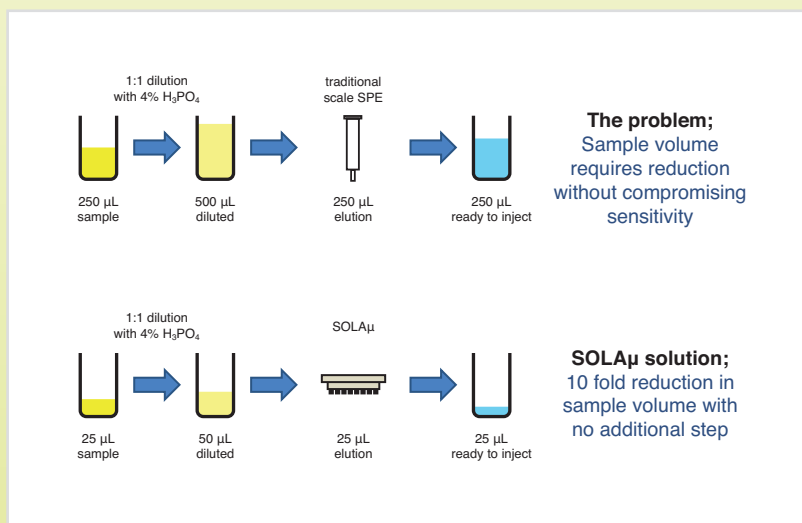 1:1 dilution
with 4% H₃PO₄
traditional
scale SPE
250 µL
sample
500 µL
diluted
250 µL
elution
250 µL
ready to inject
The problem;
Sample volume
requires reduction
without compromising
sensitivity
1:1 dilution
with 4% H₃PO₄
SOLAµ
25 µL
sample
50 µL
diluted
25 µL
elution
25 µL
ready to inject
SOLAµ solution;
10 fold reduction in
sample volume with
no additional step